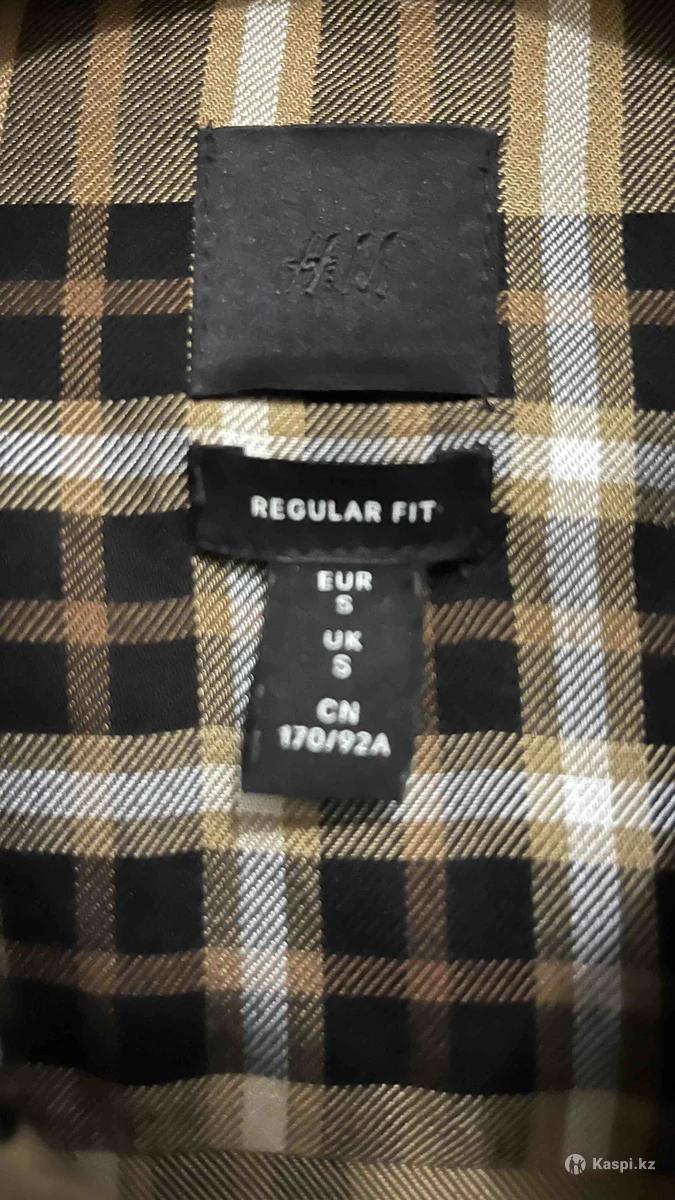 H&M
REGULAR FIT
EUR
S
UK
S
CN
170/92A
Kaspi.kz